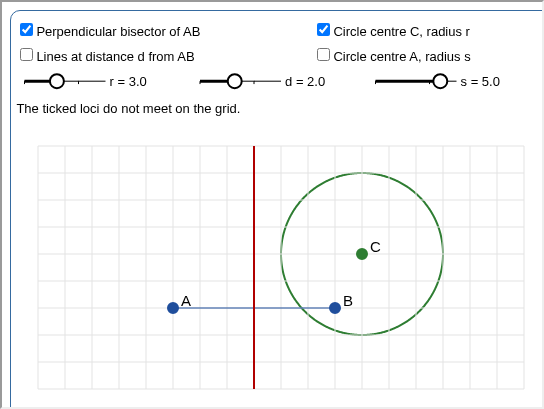 Perpendicular bisector of AB
Circle centre C, radius r
Lines at distance d from AB
Circle centre A, radius s
r = 3.0
d = 2.0
s = 5.0
The ticked loci do not meet on the grid.
C
A
B